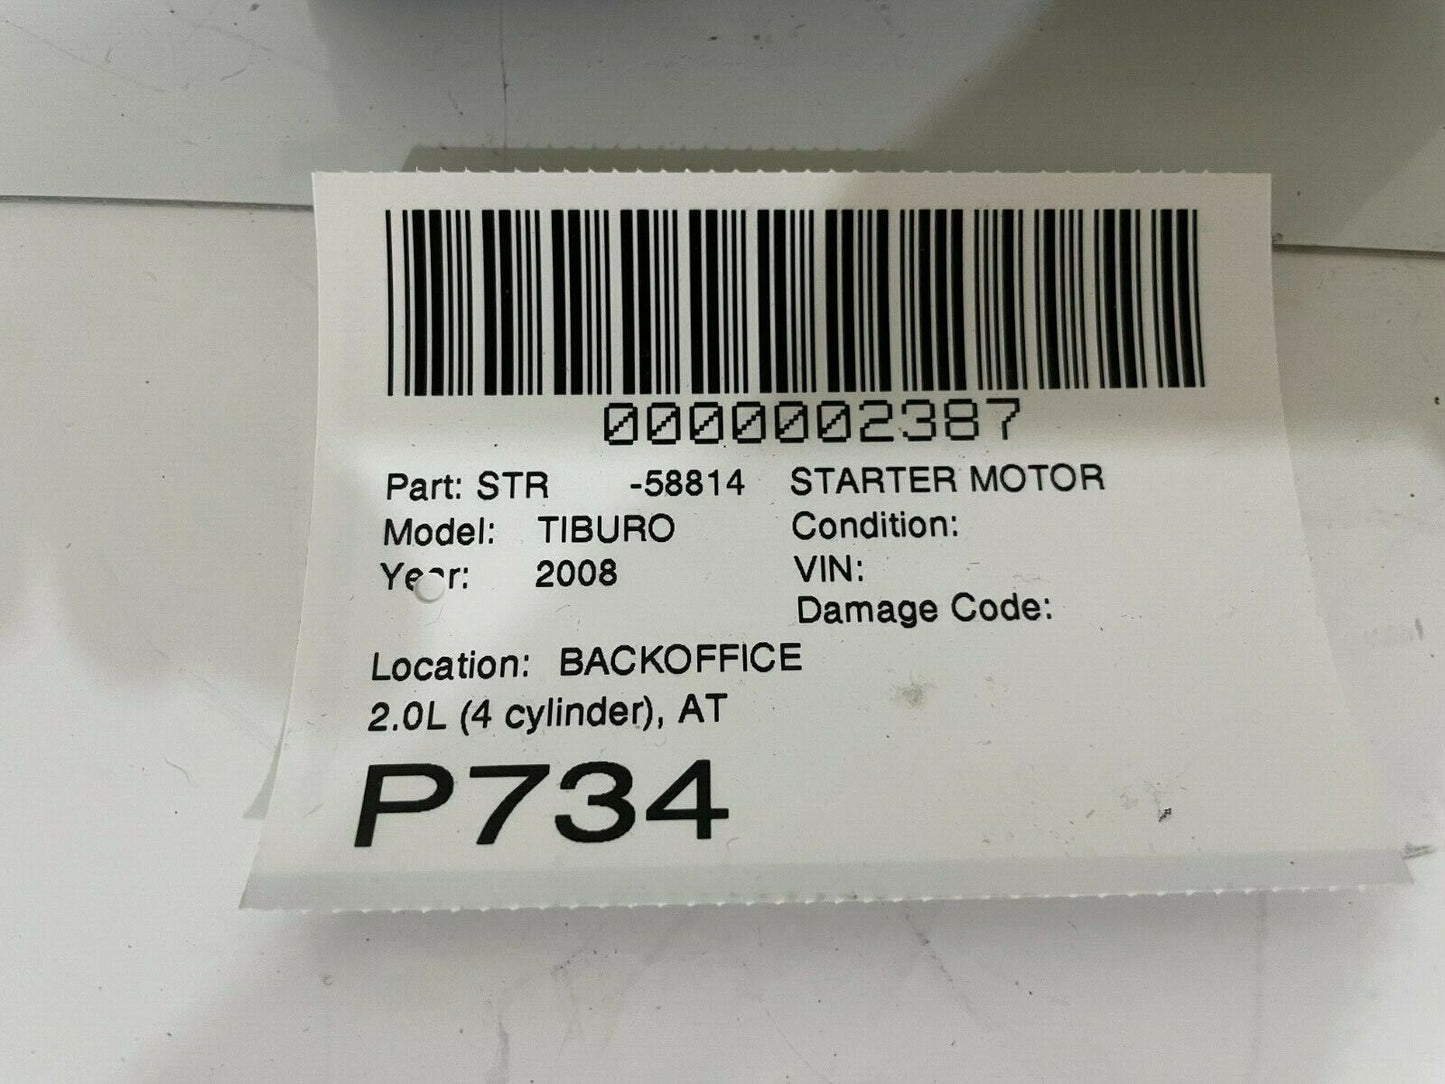 0000002387
Part: STR -58814 STARTER MOTOR
Model: TIBURO Condition:
Year: 2008 VIN:
Damage Code:
Location: BACKOFFICE
2.0L (4 cylinder), AT
P734